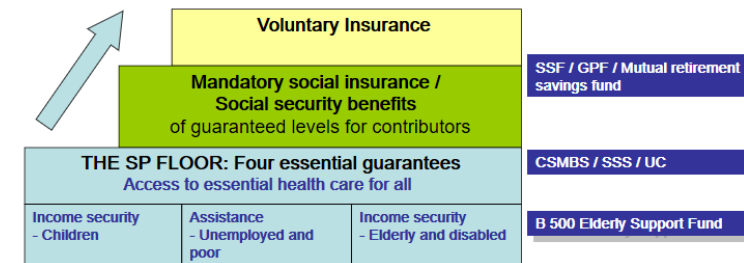 Voluntary Insurance
Mandatory social insurance /
Social security benefits
of guaranteed levels for contributors
SSF / GPF / Mutual retirement
savings fund
THE SP FLOOR: Four essential guarantees
Access to essential health care for all
CSMBS / SSS / UC
Income security
- Children
Assistance
- Unemployed and
poor
Income security
- Elderly and disabled
B 500 Elderly Support Fund